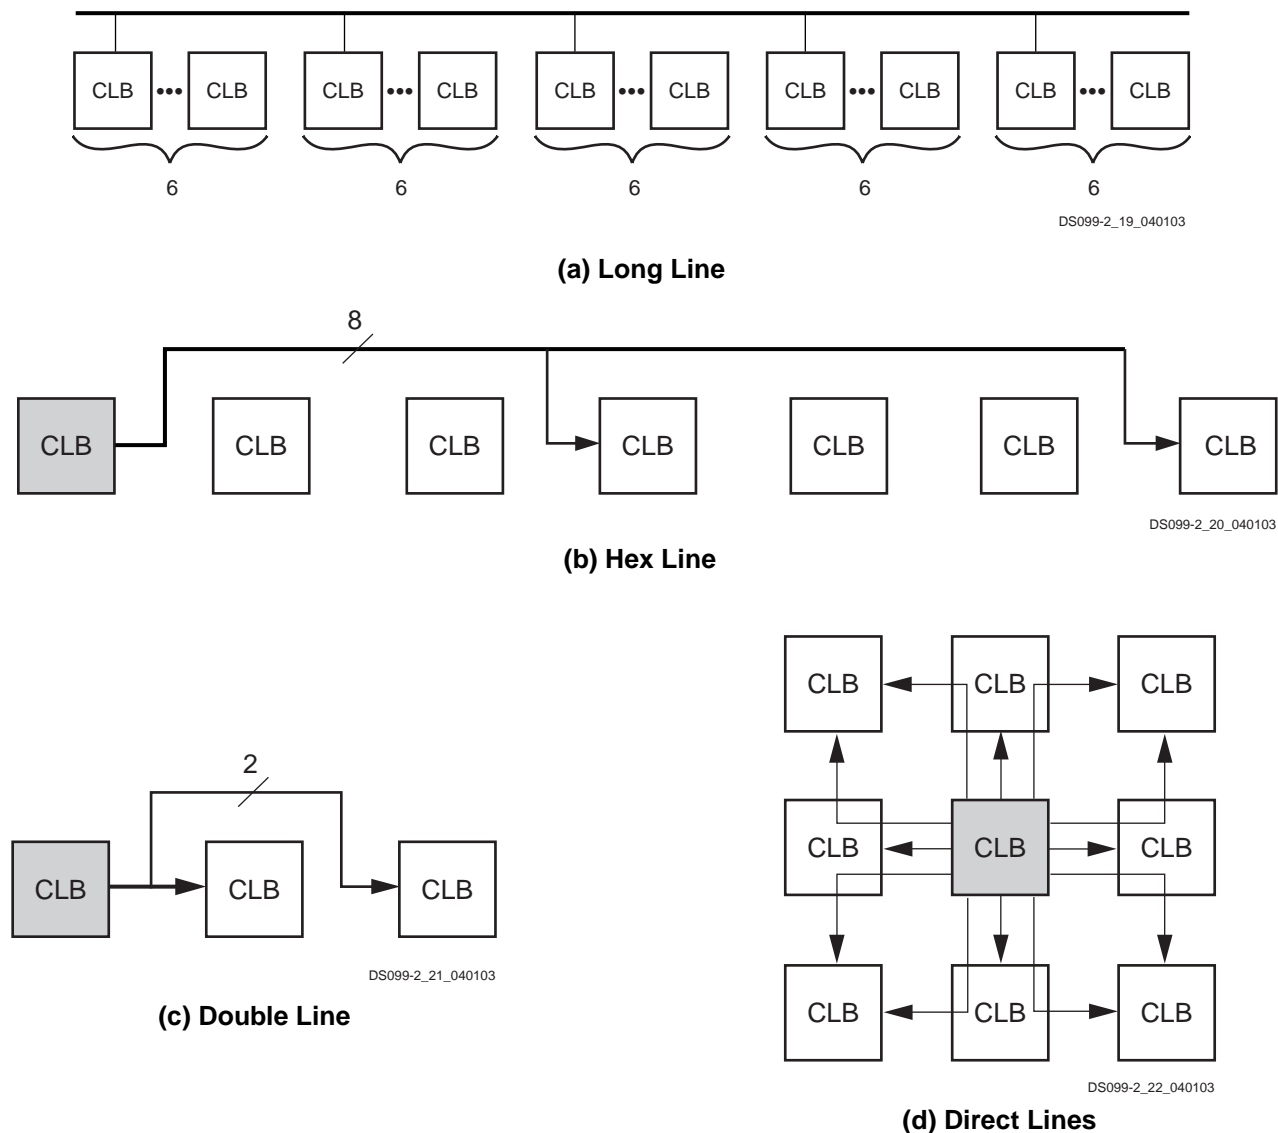 CLB ••• CLB CLB ••• CLB CLB ••• CLB CLB ••• CLB CLB ••• CLB
6 6 6 6 6
DS099-2_19_040103
(a) Long Line
8
CLB CLB CLB CLB CLB CLB CLB
DS099-2_20_040103
(b) Hex Line
2
CLB CLB CLB
DS099-2_21_040103
(c) Double Line
CLB CLB CLB
CLB CLB CLB
CLB CLB CLB
DS099-2_22_040103
(d) Direct Lines